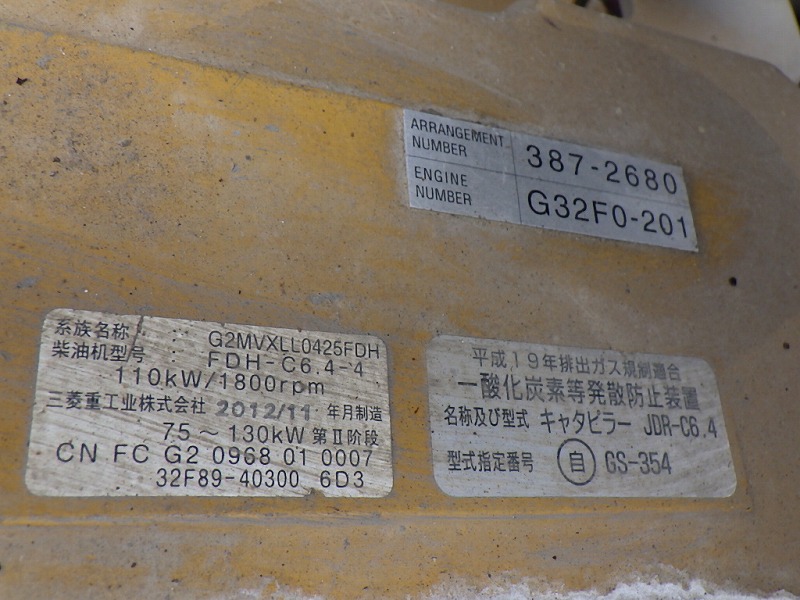 ARRANGEMENT NUMBER 387-2680
ENGINE NUMBER G32F0-201
系族名称 : G2MVXLL0425FDH
柴油机型号 : FDH-C6.4-4
110kW/1800rpm
三菱重工业株式会社 2012/11 年月制造
75～130kW 第Ⅱ阶段
CN FC G2 0968 01 0007
32F89-40300 6D3
平成19年排出ガス規制適合
一酸化炭素等発散防止装置
名称及び型式 キャタピラー JDR-C6.4
型式指定番号 自 GS-354